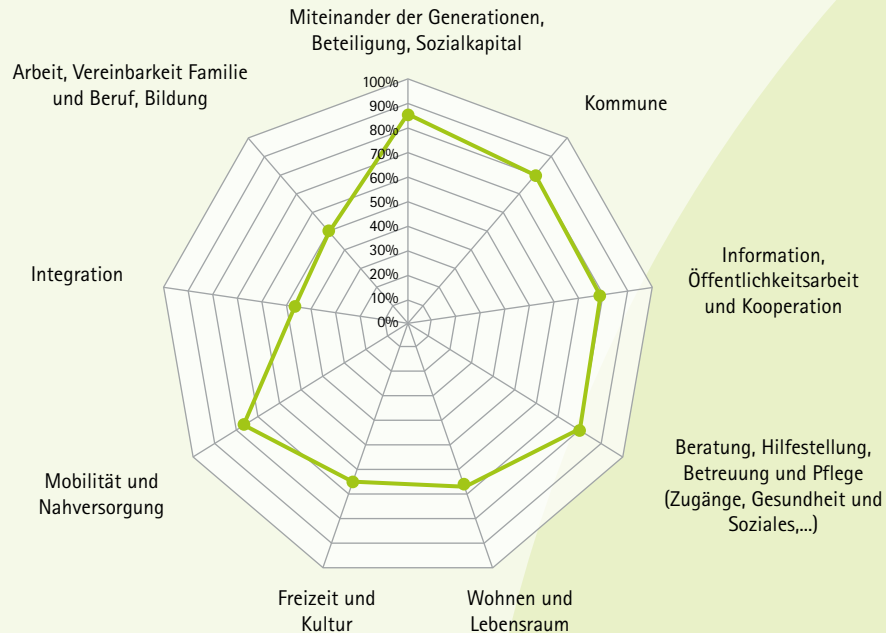 Miteinander der Generationen,
Beteiligung, Sozialkapital
Arbeit, Vereinbarkeit Familie
und Beruf, Bildung
Kommune
100%
90%
80%
70%
60%
50%
40%
30%
20%
10%
0%
Integration
Information,
Öffentlichkeitsarbeit
und Kooperation
Mobilität und
Nahversorgung
Beratung, Hilfestellung,
Betreuung und Pflege
(Zugänge, Gesundheit und
Soziales,...)
Freizeit und
Kultur
Wohnen und
Lebensraum